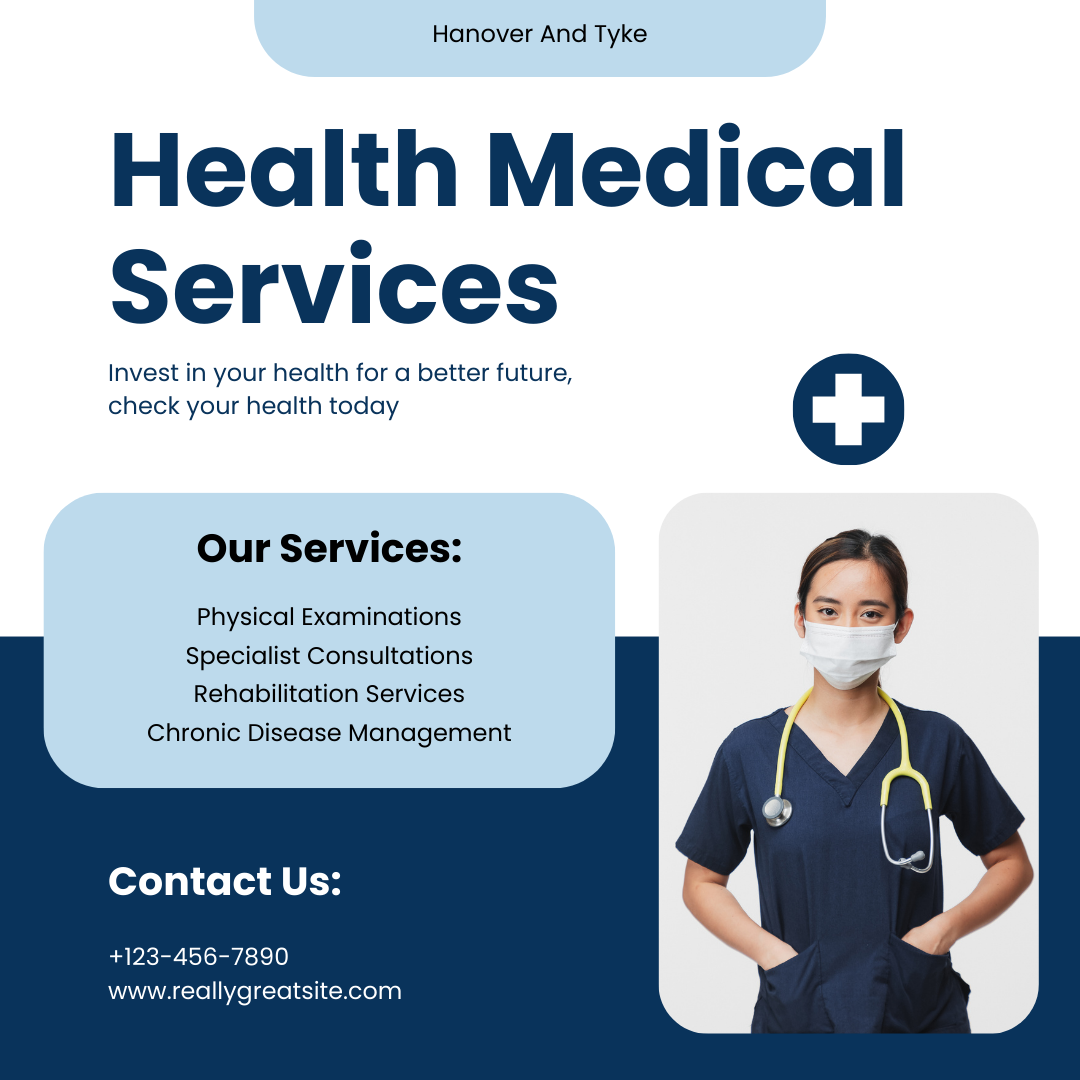 Hanover And Tyke
Health Medical
Services
Invest in your health for a better future,
check your health today
Our Services:
Physical Examinations
Specialist Consultations
Rehabilitation Services
Chronic Disease Management
Contact Us:
+123-456-7890
www.reallygreatsite.com